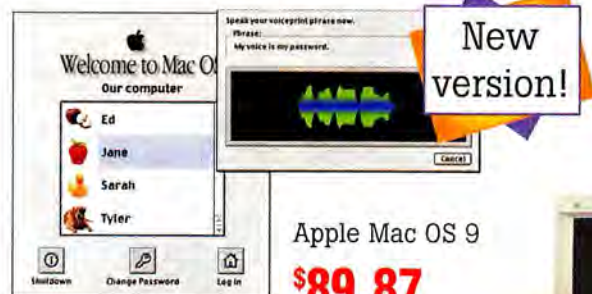 Speak your voiceprint phrase now.
Phrase:
My voice is my password.
Cancel
New
version!
Welcome to Mac O
Our computer
Ed
Jane
Sarah
Tyler
Shutdown
Change Password
Log in
Apple Mac OS 9
$89.87